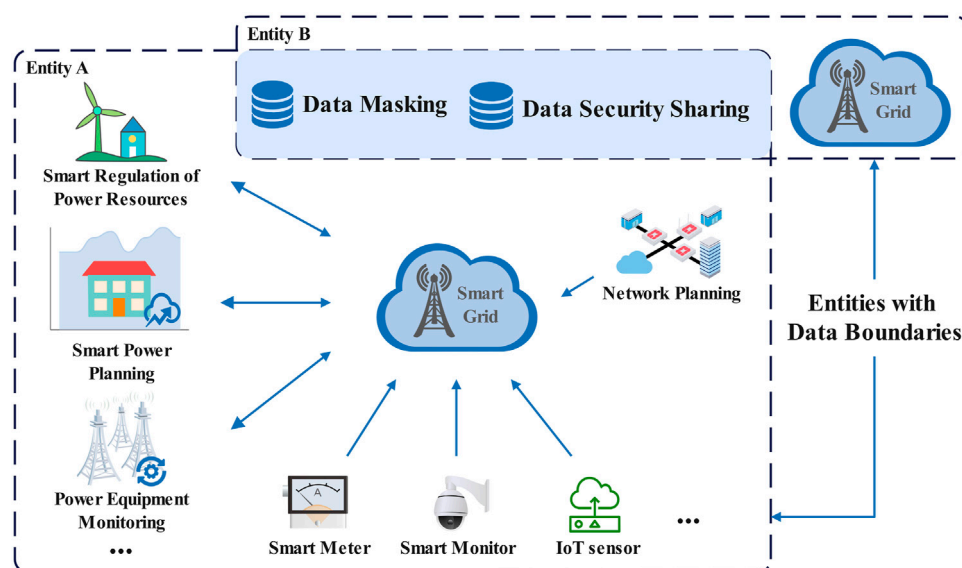 Entity B
Entity A
Data Masking
Data Security Sharing
Smart
Grid
Smart Regulation of
Power Resources
Smart
Grid
Network Planning
Entities with
Data Boundaries
Smart Power
Planning
Power Equipment
Monitoring
...
A
Smart Meter
Smart Monitor
IoT sensor
...